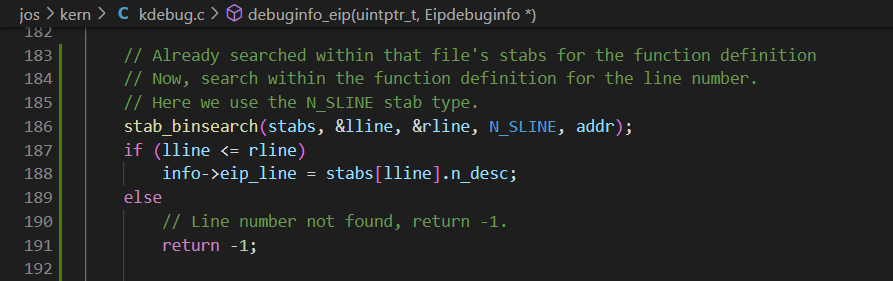 jos > kern > C kdebug.c > debuginfo_eip(uintptr_t, Eipdebuginfo *)
182
183 // Already searched within that file's stabs for the function definition
184 // Now, search within the function definition for the line number.
185 // Here we use the N_SLINE stab type.
186 stab_binsearch(stabs, &lline, &rline, N_SLINE, addr);
187 if (lline <= rline)
188 info->eip_line = stabs[lline].n_desc;
189 else
190 // Line number not found, return -1.
191 return -1;
192